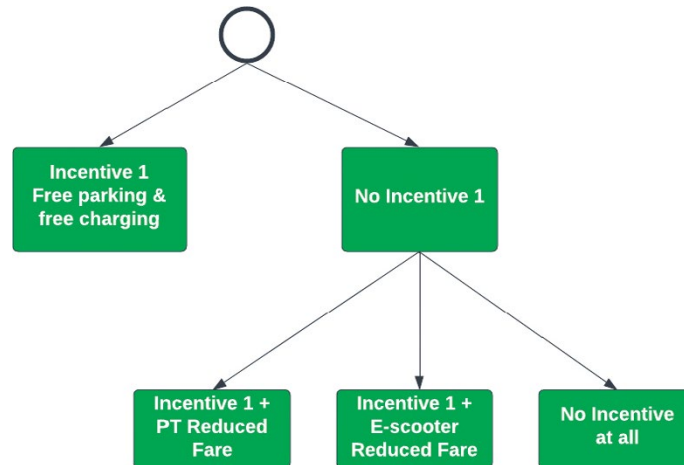 Incentive 1
Free parking &
free charging
No Incentive 1
Incentive 1 +
PT Reduced
Fare
Incentive 1 +
E-scooter
Reduced Fare
No Incentive
at all